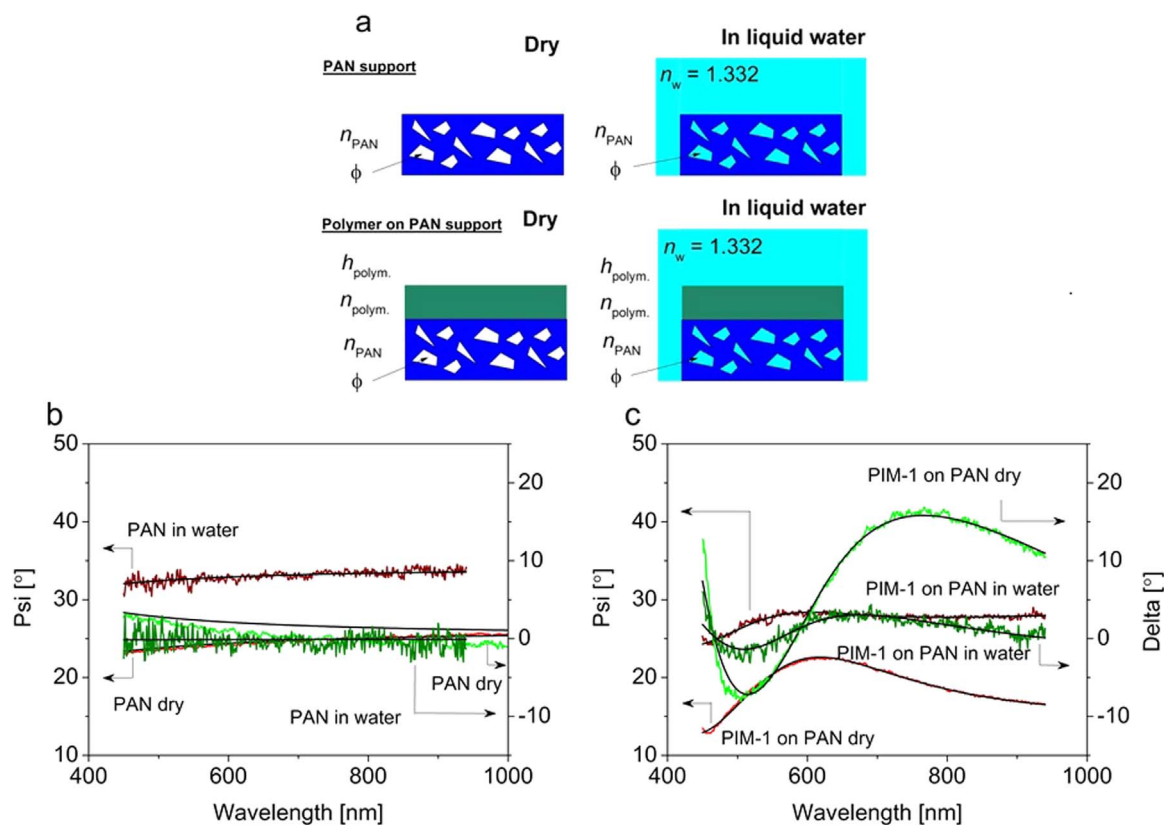 a
Dry
In liquid water
PAN support
n_w = 1.332
n_PAN
ϕ
n_PAN
ϕ
Polymer on PAN support
Dry
In liquid water
n_w = 1.332
h_polym.
n_polym.
n_PAN
ϕ
h_polym.
n_polym.
n_PAN
ϕ
b
50
40
30
20
10
Psi [°]
20
10
0
-10
PAN in water
PAN dry
PAN dry
PAN in water
400 600 800 1000
Wavelength [nm]
c
50
40
30
20
10
Psi [°]
20
10
0
-10
Delta [°]
PIM-1 on PAN dry
PIM-1 on PAN in water
PIM-1 on PAN in water
PIM-1 on PAN dry
400 600 800 1000
Wavelength [nm]